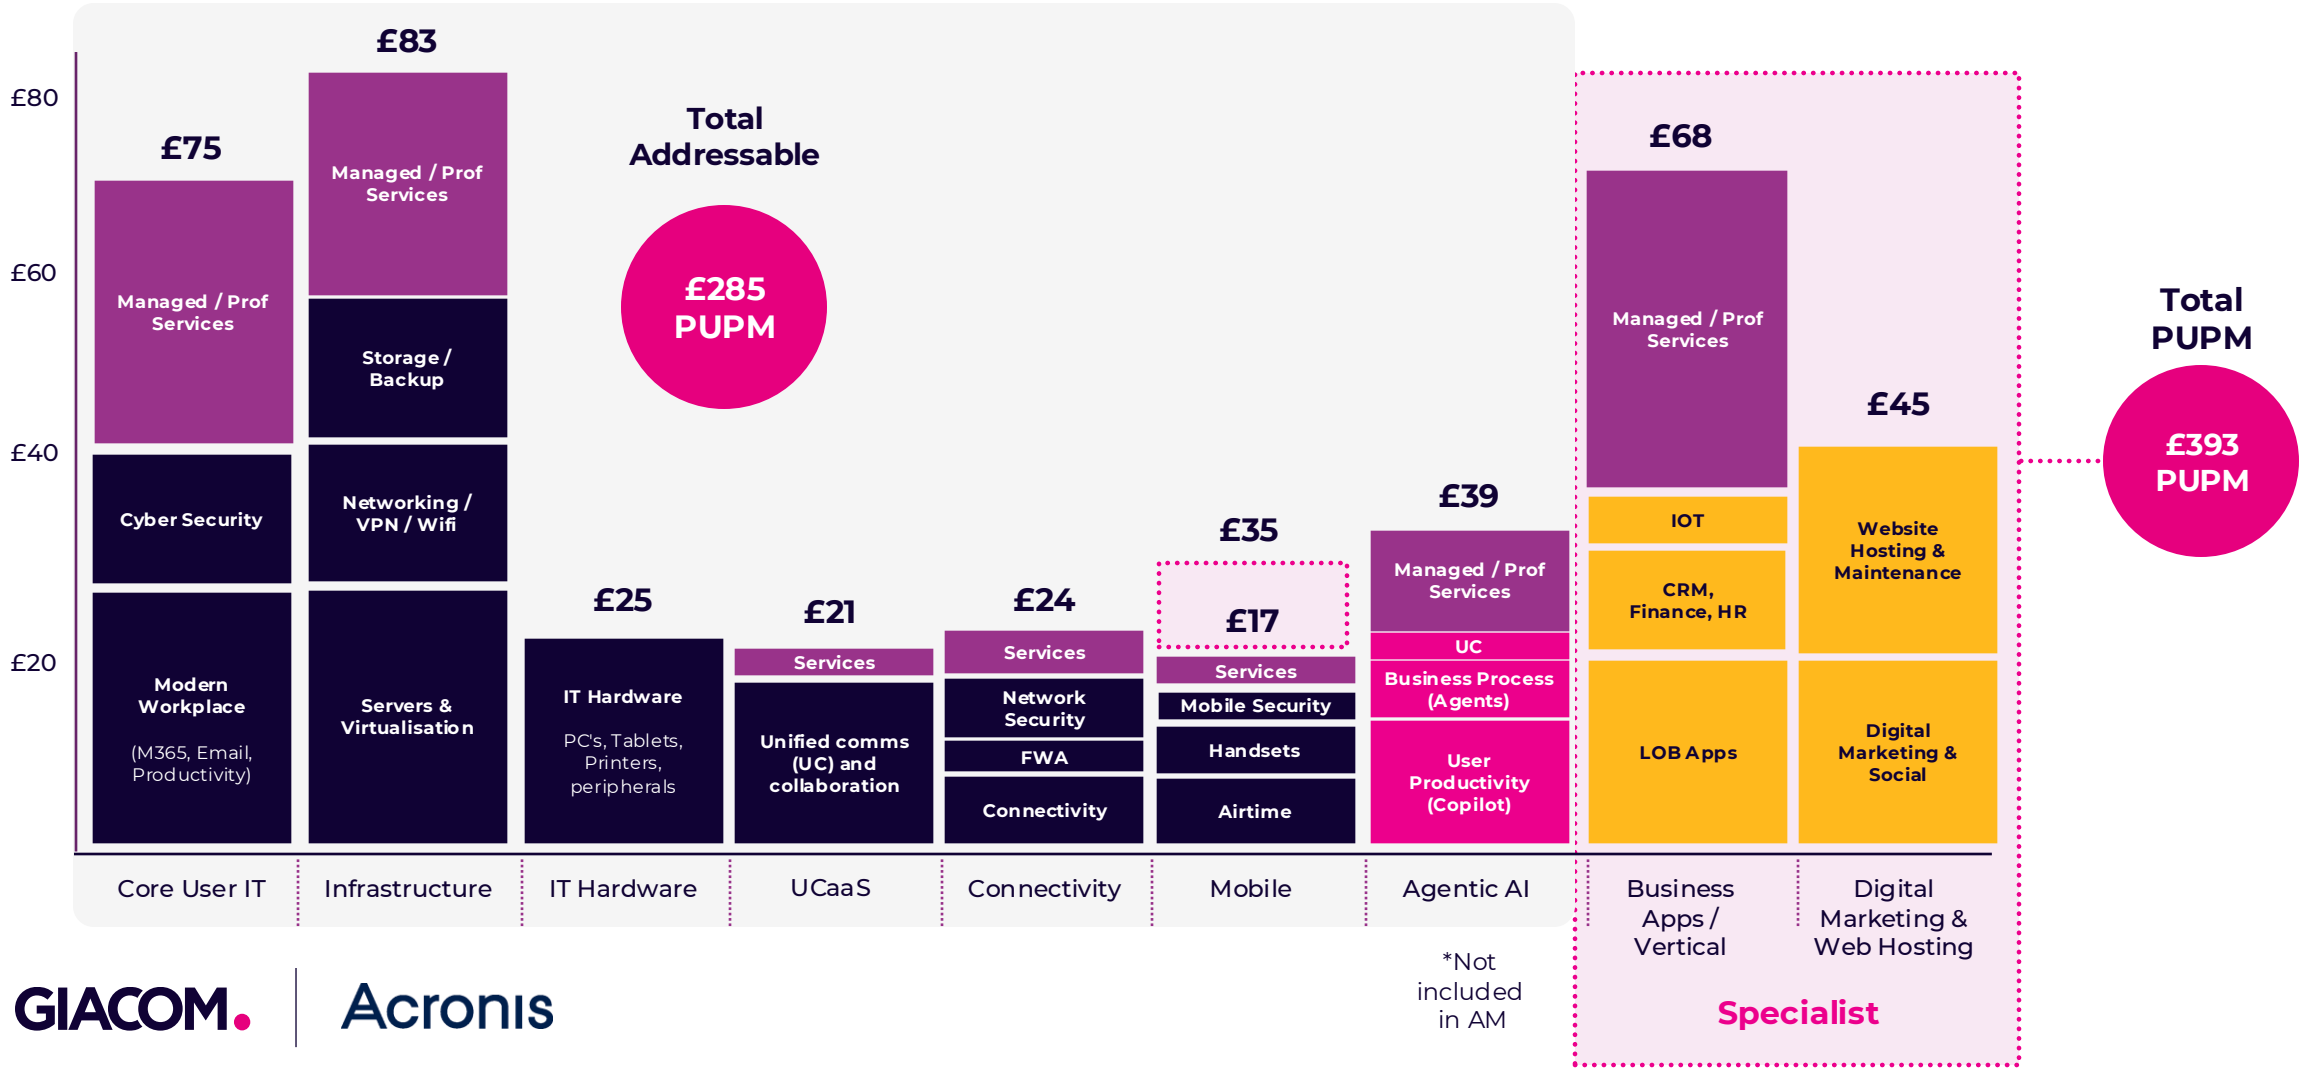 £80
£60
£40
£20
£75
Managed / Prof
Services
Cyber Security
Modern
Workplace
(M365, Email,
Productivity)
Core User IT
£83
Managed / Prof
Services
Storage /
Backup
Networking /
VPN / Wifi
Servers &
Virtualisation
Infrastructure
Total
Addressable
£285
PUPM
£25
IT Hardware
PC's, Tablets,
Printers,
peripherals
IT Hardware
£21
Services
Unified comms
(UC) and
collaboration
UCaaS
£24
Services
Network
Security
FWA
Connectivity
Connectivity
£35
£17
Services
Mobile Security
Handsets
Airtime
Mobile
£39
Managed / Prof
Services
UC
Business Process
(Agents)
User
Productivity
(Copilot)
Agentic AI
*Not
included
in AM
£68
Managed / Prof
Services
IOT
CRM,
Finance, HR
LOB Apps
Business
Apps /
Vertical
£45
Website
Hosting &
Maintenance
Digital
Marketing &
Social
Digital
Marketing &
Web Hosting
Specialist
Total
PUPM
£393
PUPM
GIACOM.
Acronis